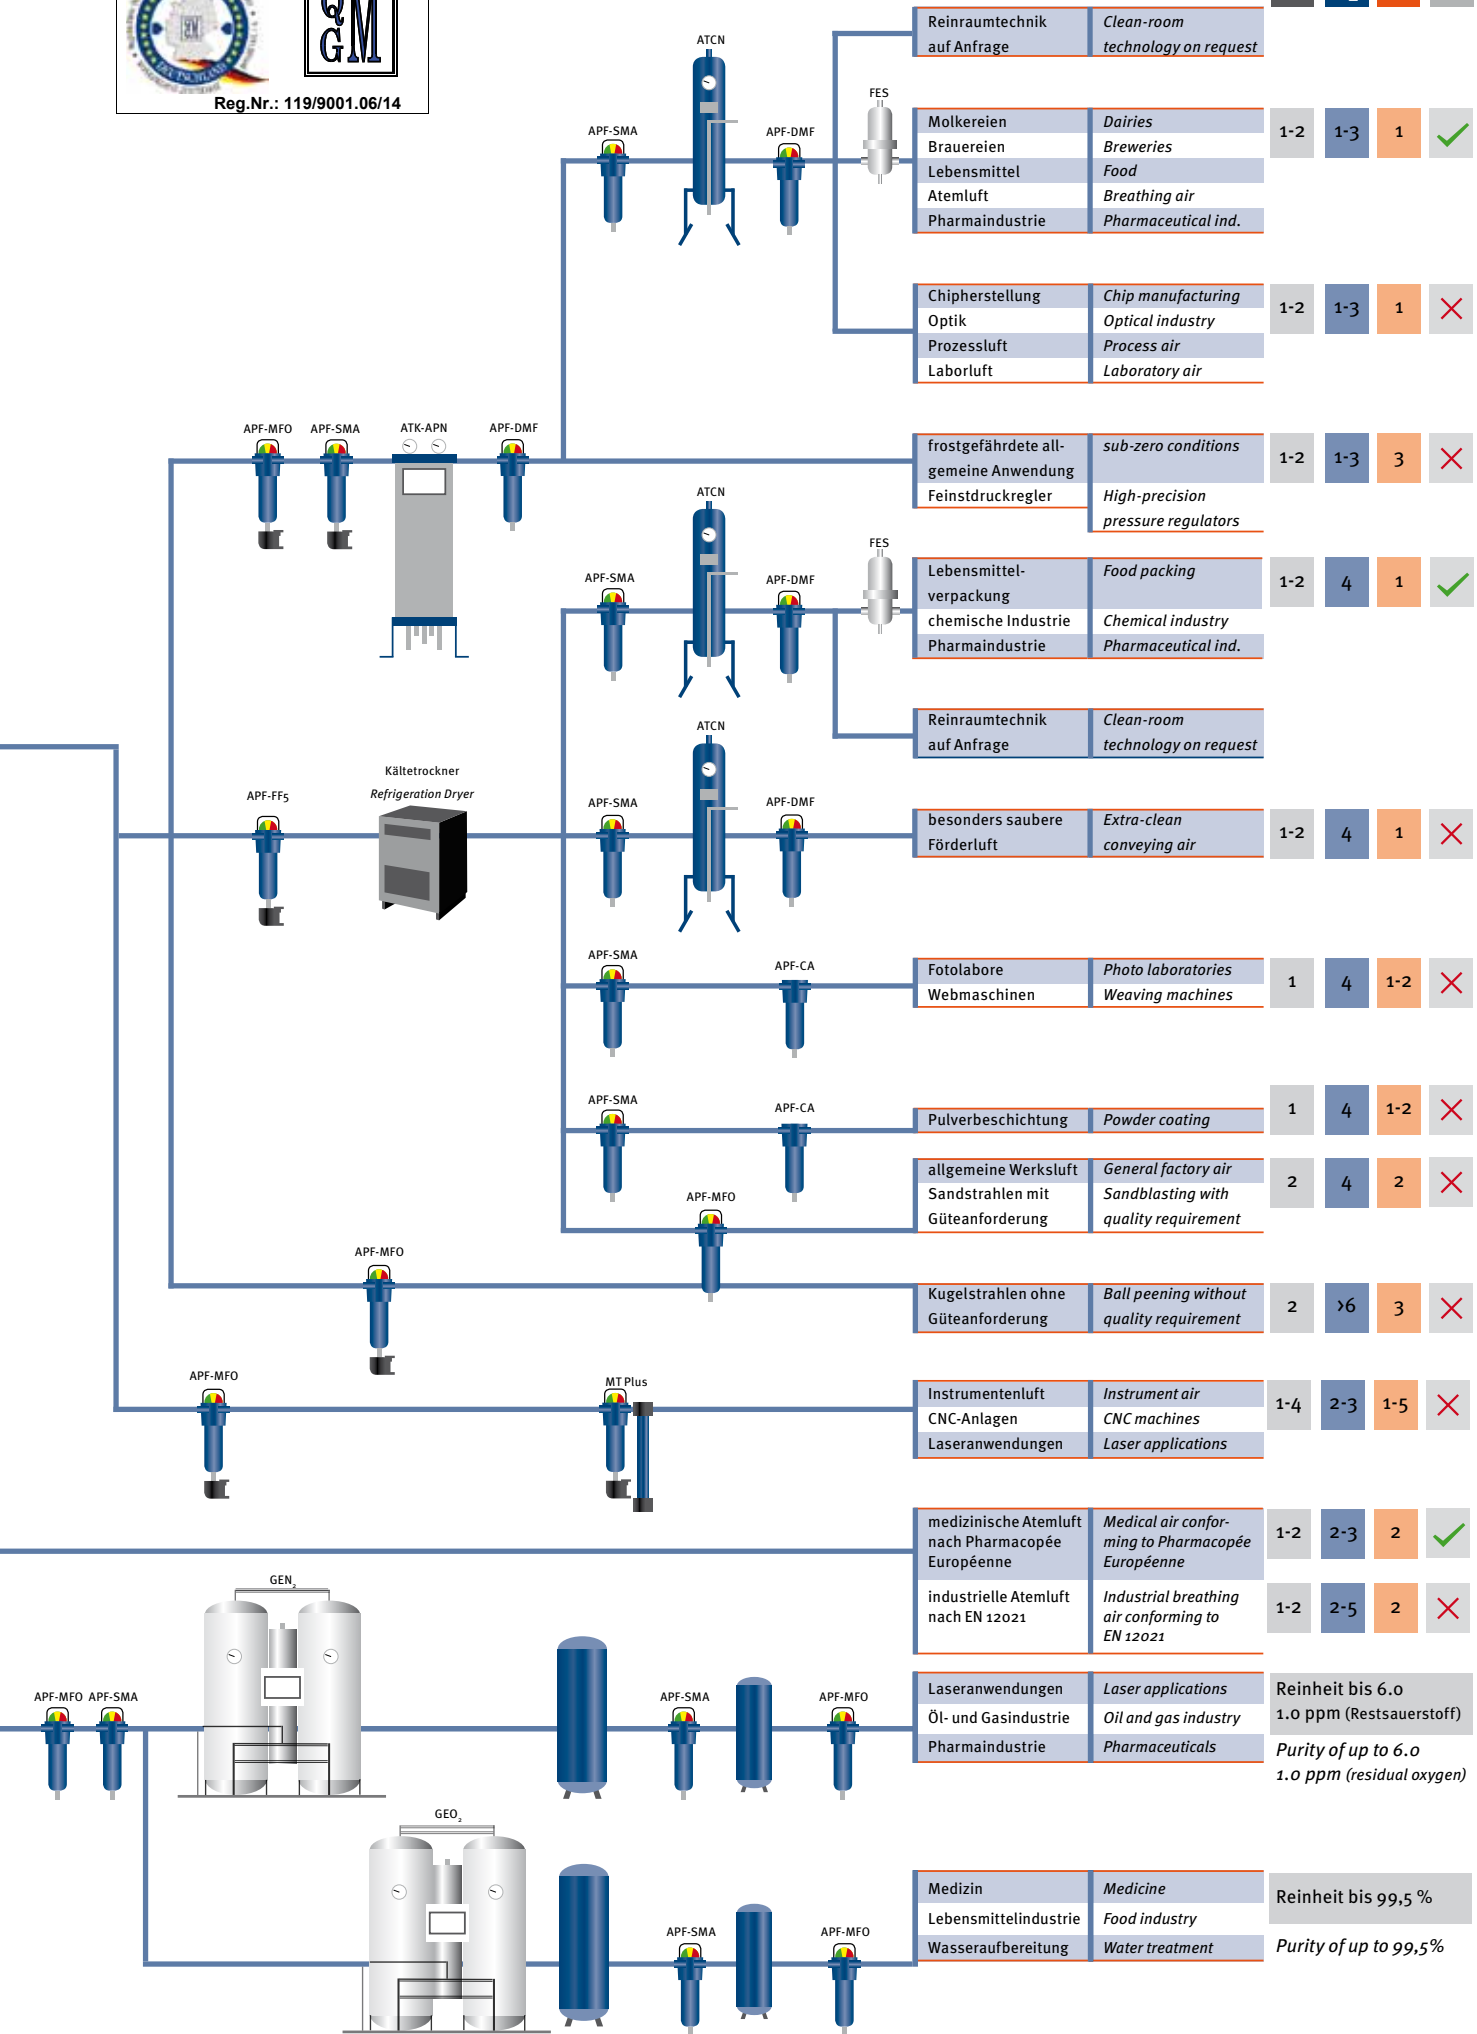 DEUTSCHLAND
QM
G
Reg.Nr.: 119/9001.06/14
ATCN
Reinraumtechnik
auf Anfrage
Clean-room
technology on request
FES
APF-SMA
APF-DMF
Molkereien Dairies
Brauereien Breweries
Lebensmittel Food
Atemluft Breathing air
Pharmaindustrie Pharmaceutical ind.
1-2 1-3 1
Chipherstellung Chip manufacturing
Optik Optical industry
Prozessluft Process air
Laborluft Laboratory air
1-2 1-3 1
APF-MFO APF-SMA ATK-APN APF-DMF
frostgefährdete all-
gemeine Anwendung
sub-zero conditions
Feinstdruckregler
High-precision
pressure regulators
1-2 1-3 3
ATCN
FES
APF-SMA
APF-DMF
Lebensmittel-
verpackung
Food packing
chemische Industrie Chemical industry
Pharmaindustrie Pharmaceutical ind.
1-2 4 1
Reinraumtechnik
auf Anfrage
Clean-room
technology on request
ATCN
APF-FF5
Kältetrockner
Refrigeration Dryer
APF-SMA
APF-DMF
besonders saubere
Förderluft
Extra-clean
conveying air
1-2 4 1
APF-SMA
APF-CA
Fotolabore Photo laboratories
Webmaschinen Weaving machines
1 4 1-2
APF-SMA
APF-CA
Pulverbeschichtung Powder coating
1 4 1-2
APF-MFO
allgemeine Werksluft General factory air
Sandstrahlen mit
Güteanforderung
Sandblasting with
quality requirement
2 4 2
APF-MFO
Kugelstrahlen ohne
Güteanforderung
Ball peening without
quality requirement
2 >6 3
APF-MFO
MT Plus
Instrumentenluft Instrument air
CNC-Anlagen CNC machines
Laseranwendungen Laser applications
1-4 2-3 1-5
medizinische Atemluft
nach Pharmacopée
Européenne
Medical air confor-
ming to Pharmacopée
Européenne
1-2 2-3 2
industrielle Atemluft
nach EN 12021
Industrial breathing
air conforming to
EN 12021
1-2 2-5 2
GEN2
APF-MFO APF-SMA
APF-SMA
APF-MFO
Laseranwendungen Laser applications
Öl- und Gasindustrie Oil and gas industry
Pharmaindustrie Pharmaceuticals
Reinheit bis 6.0
1.0 ppm (Restsauerstoff)
Purity of up to 6.0
1.0 ppm (residual oxygen)
GEO2
APF-SMA
APF-MFO
Medizin Medicine
Lebensmittelindustrie Food industry
Wasseraufbereitung Water treatment
Reinheit bis 99,5 %
Purity of up to 99,5%